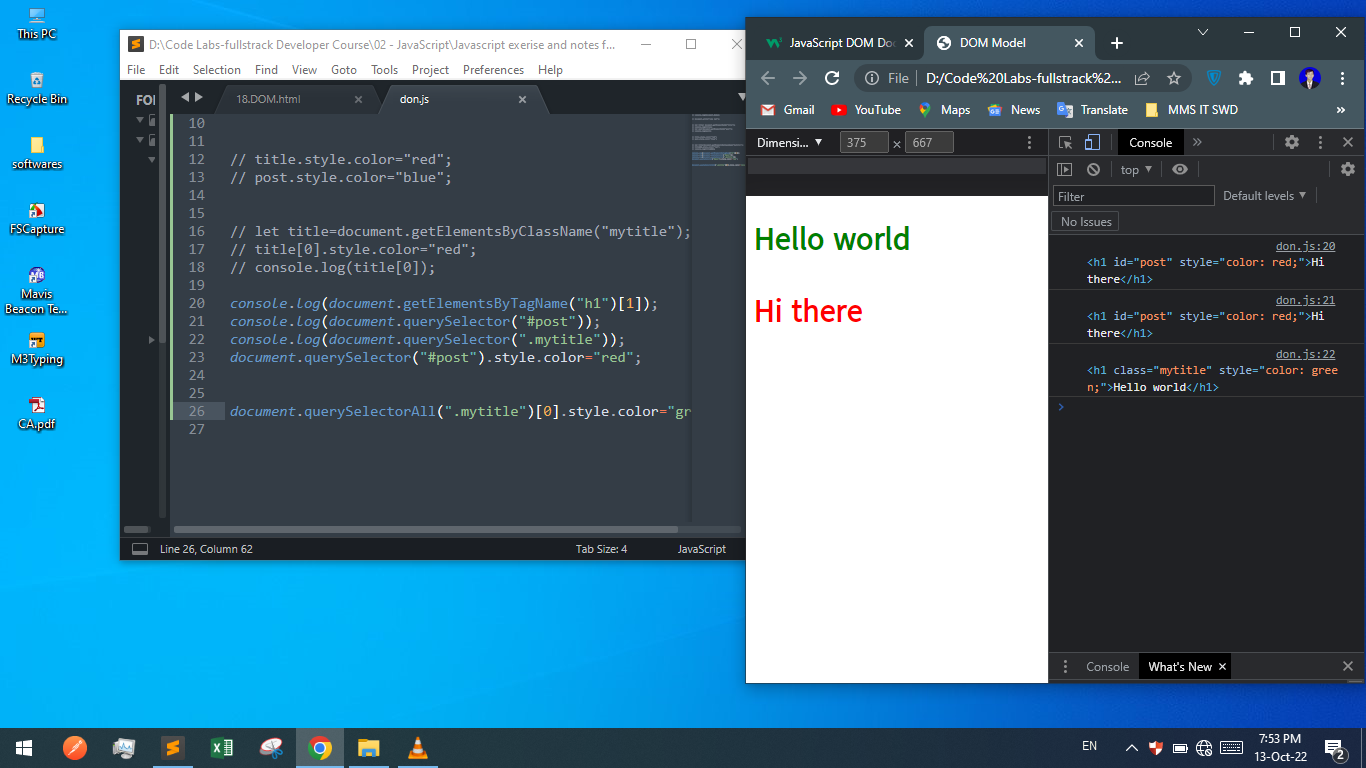 This PC
Recycle Bin
softwares
FSCapture
Mavis
Beacon Te...
M3Typing
CA.pdf
D:\Code Labs-fullstrack Developer Course\02 - JavaScript\Javascript exerise and notes f...
File Edit Selection Find View Goto Tools Project Preferences Help
FOI
18.DOM.html
don.js
10
11
12 // title.style.color="red";
13 // post.style.color="blue";
14
15
16 // let title=document.getElementsByClassName("mytitle");
17 // title[0].style.color="red";
18 // console.log(title[0]);
19
20 console.log(document.getElementsByTagName("h1")[1]);
21 console.log(document.querySelector("#post"));
22 console.log(document.querySelector(".mytitle"));
23 document.querySelector("#post").style.color="red";
24
25
26 document.querySelectorAll(".mytitle")[0].style.color="gr
27
Line 26, Column 62 Tab Size: 4 JavaScript
JavaScript DOM Doc
DOM Model
File D:/Code%20Labs-fullstrack%2...
Gmail YouTube Maps News Translate MMS IT SWD »
Dimensi... ▼ 375 × 667
Hello world
Hi there
Console »
top ▼
Filter Default levels ▼
No Issues
don.js:20
<h1 id="post" style="color: red;">Hi
there</h1>
don.js:21
<h1 id="post" style="color: red;">Hi
there</h1>
don.js:22
<h1 class="mytitle" style="color: gree
n;">Hello world</h1>
Console What's New
EN
7:53 PM
13-Oct-22
2